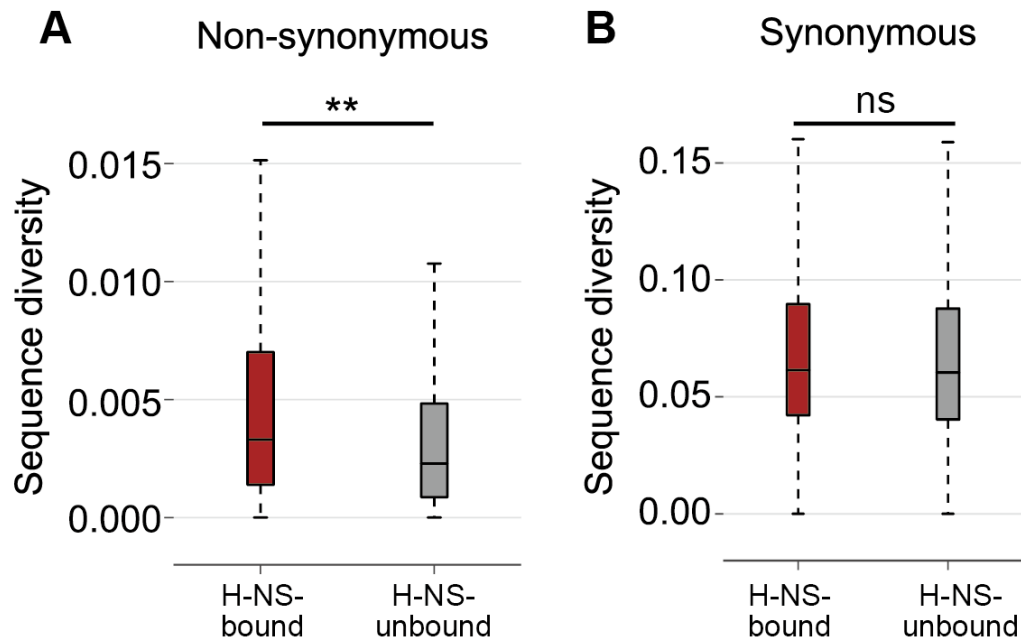 A
Non-synonymous
**
Sequence diversity
0.015
0.010
0.005
0.000
H-NS-
bound
H-NS-
unbound
B
Synonymous
ns
Sequence diversity
0.15
0.10
0.05
0.00
H-NS-
bound
H-NS-
unbound